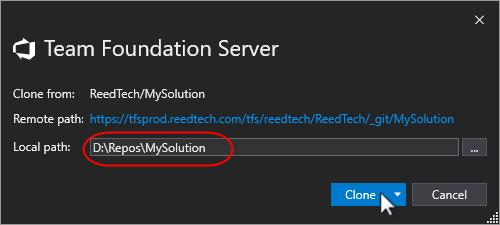 Team Foundation Server
Clone from: ReedTech/MySolution
Remote path: https://tfsprod.reedtech.com/tfs/reedtech/ReedTech/_git/MySolution
Local path: D:\Repos\MySolution ...
Clone Cancel